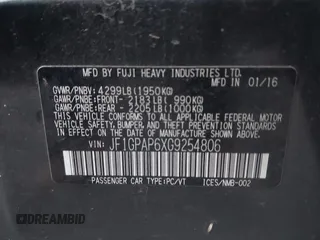 MFD BY FUJI HEAVY INDUSTRIES LTD.
IN 01/16
GVWR/PNBV: 4299LB(1950KG)
GAWR/PNBE:FRONT- 2183LB( 990KG)
GAWR/PNBE:REAR - 2205LB(1000KG)
THIS VEHICLE CONFORMS TO ALL APPLICABLE FEDERAL MOTOR
VEHICLE SAFETY, BUMPER, AND THEFT PREVENTION STANDARDS IN
EFFECT ON THE DATE OF MANUFACTURE SHOWN ABOVE.
VIN: JF1GPAP6XG9254806
PASSENGER CAR TYPE:PC/VT ICES/NMB-002
DREAMBID